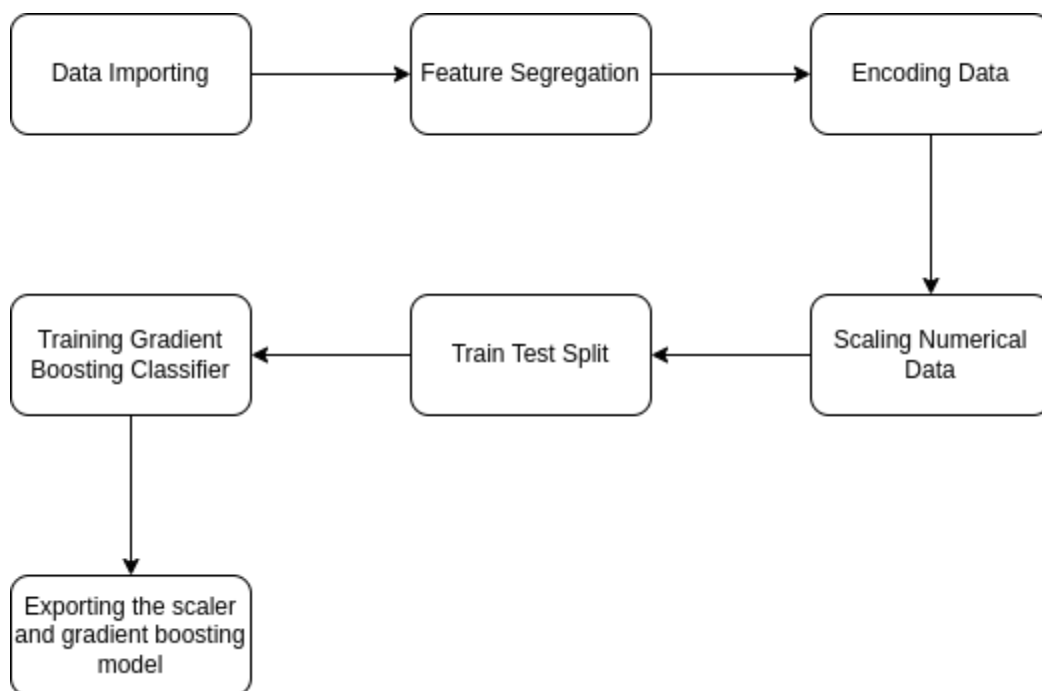 Data Importing
Feature Segregation
Encoding Data
Scaling Numerical
Data
Train Test Split
Training Gradient
Boosting Classifier
Exporting the scaler
and gradient boosting
model